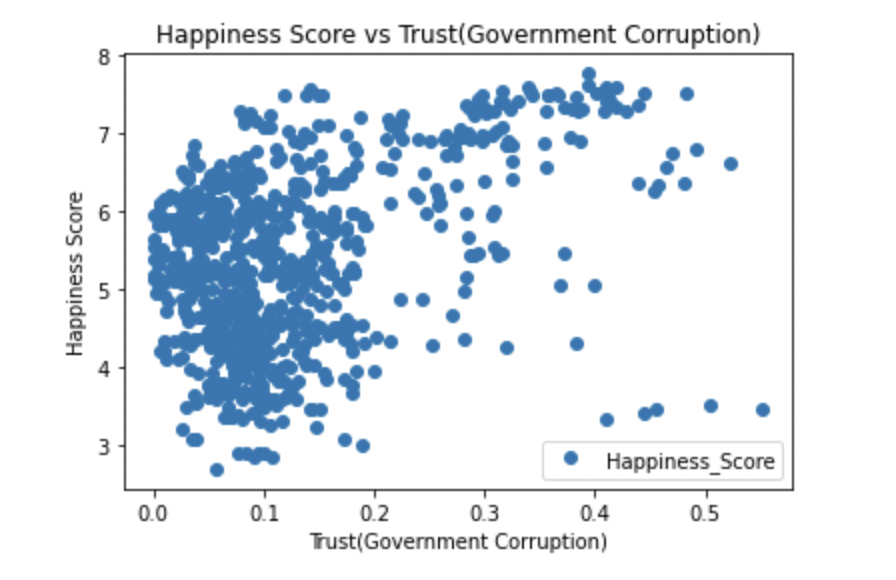 Happiness Score vs Trust(Government Corruption)
8
7
6
5
4
3
Happiness Score
Happiness_Score
0.0 0.1 0.2 0.3 0.4 0.5
Trust(Government Corruption)